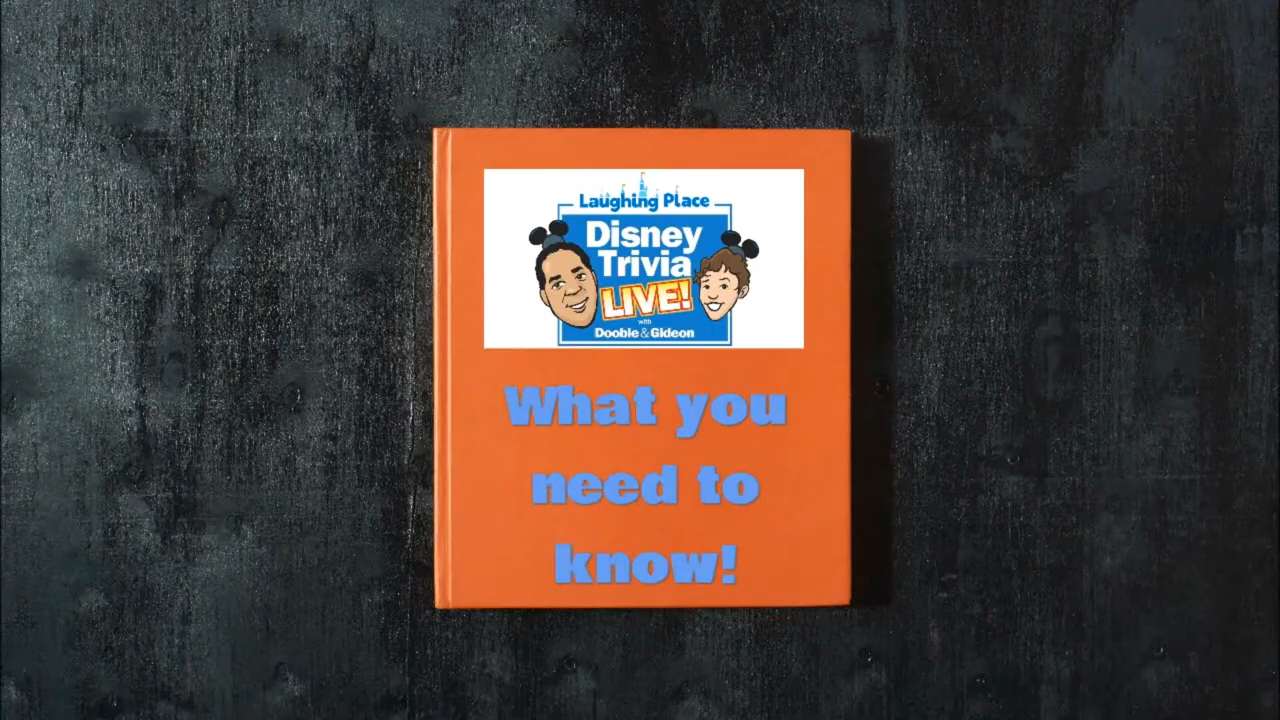 Laughing Place
Disney
Trivia
LIVE!
with
Doobie & Gideon
What you
need to
know!